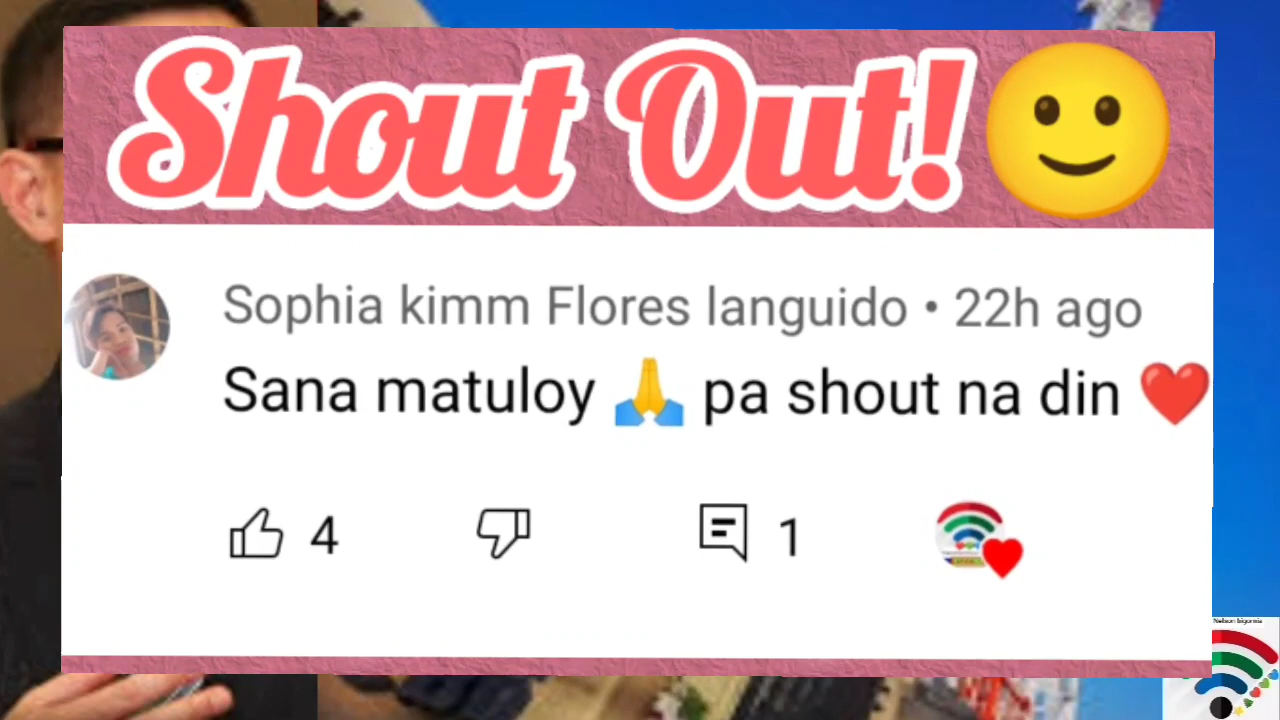 Shout Out!
Sophia kimm Flores languido • 22h ago
Sana matuloy 🙏 pa shout na din ❤️
4
1